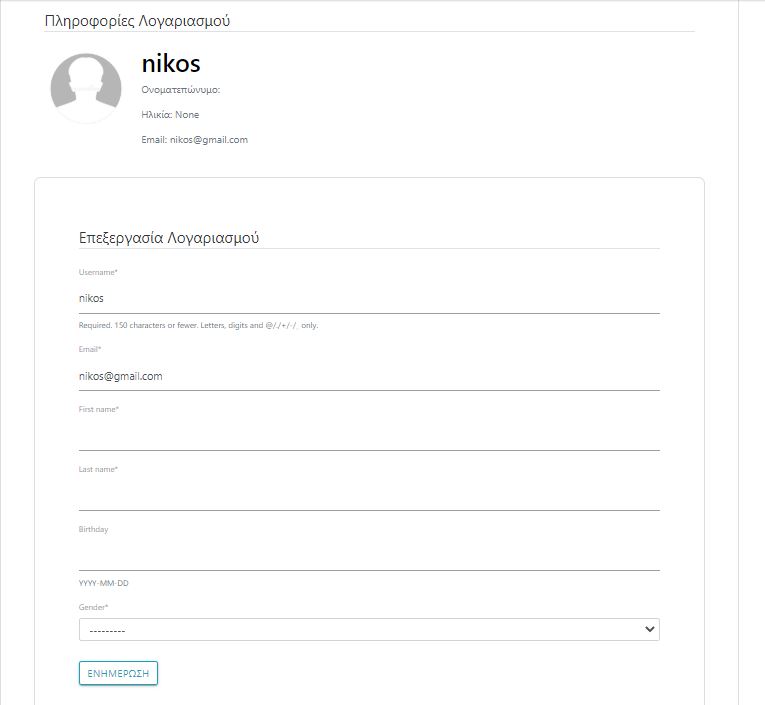 Πληροφορίες Λογαριασμού
nikos
Ονοματεπώνυμο:
Ηλικία: None
Email: nikos@gmail.com
Επεξεργασία Λογαριασμού
Username*
nikos
Required. 150 characters or fewer. Letters, digits and @/./+/-/_ only.
Email*
nikos@gmail.com
First name*
Last name*
Birthday
YYYY-MM-DD
Gender*
---------
ΕΝΗΜΕΡΩΣΗ